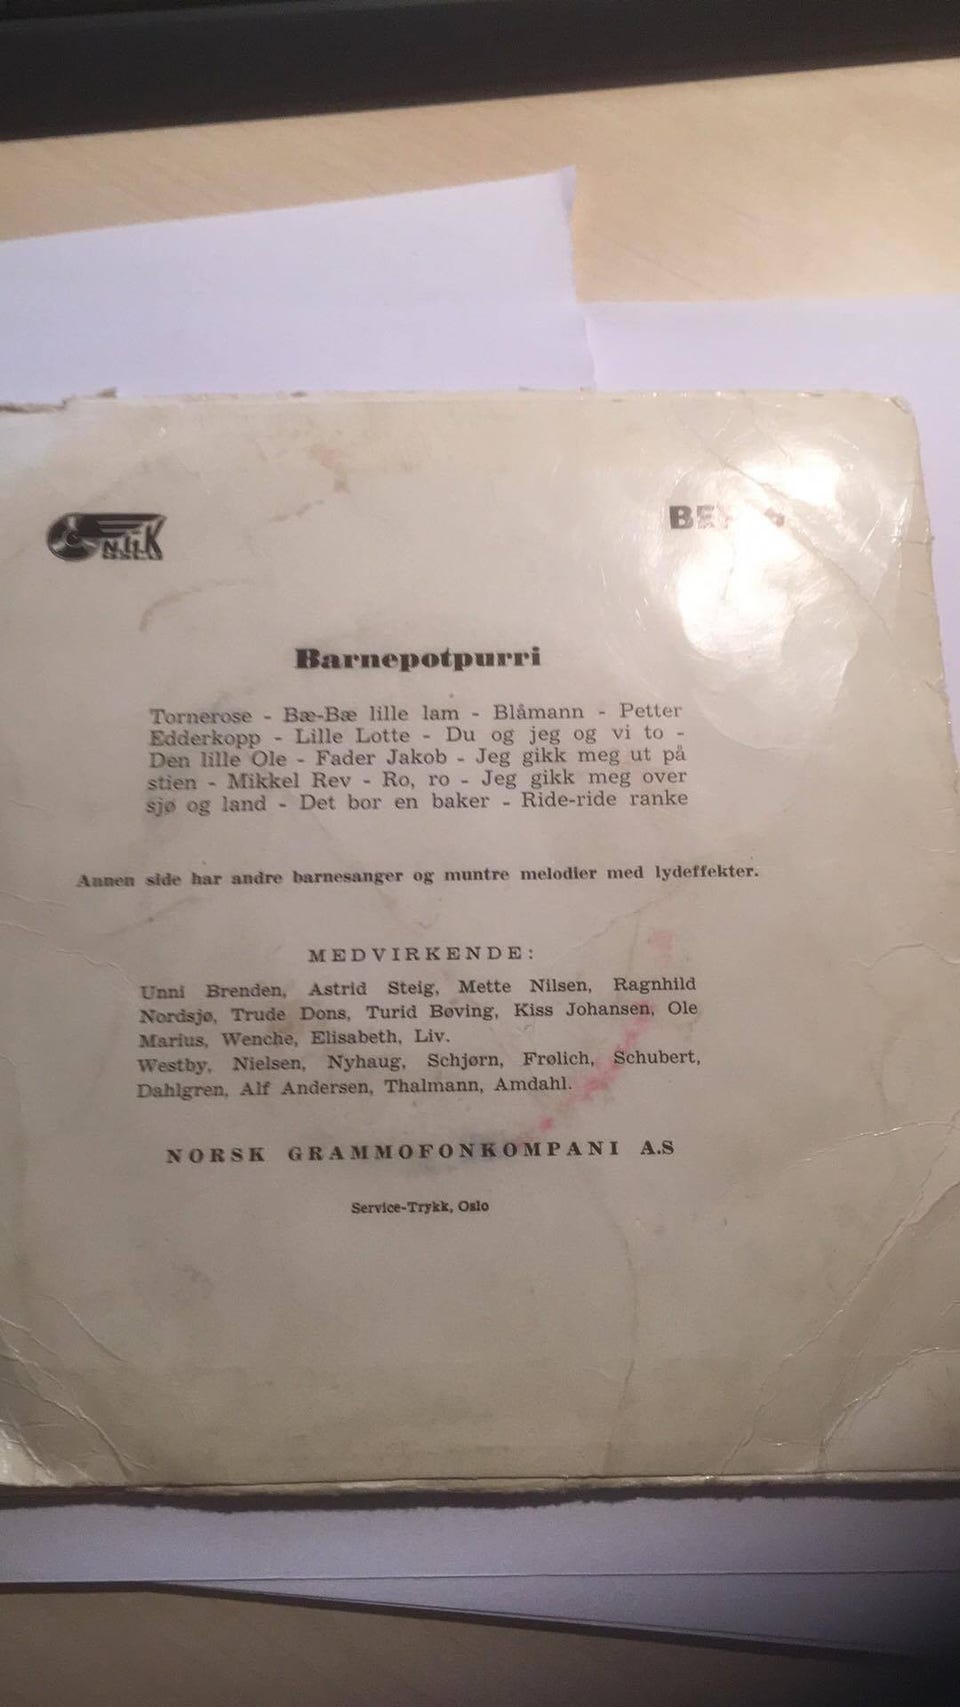 Barnepotpurri
Tornerose - Bæ-Bæ lille lam - Blåmann - Petter
Edderkopp - Lille Lotte - Du og jeg og vi to -
Den lille Ole - Fader Jakob - Jeg gikk meg ut på
stien - Mikkel Rev - Ro, ro - Jeg gikk meg over
sjø og land - Det bor en baker - Ride-ride ranke
Annen side har andre barnesanger og muntre melodier med lydeffekter.
MEDVIRKENDE:
Unni Brenden, Astrid Steig, Mette Nilsen, Ragnhild
Nordsjø, Trude Dons, Turid Bøving, Kiss Johansen, Ole
Marius, Wenche, Elisabeth, Liv.
Westby, Nielsen, Nyhaug, Schjørn, Frølich, Schubert,
Dahlgren, Alf Andersen, Thalmann, Amdahl.
NORSK GRAMMOFONKOMPANI A.S
Service-Trykk, Oslo